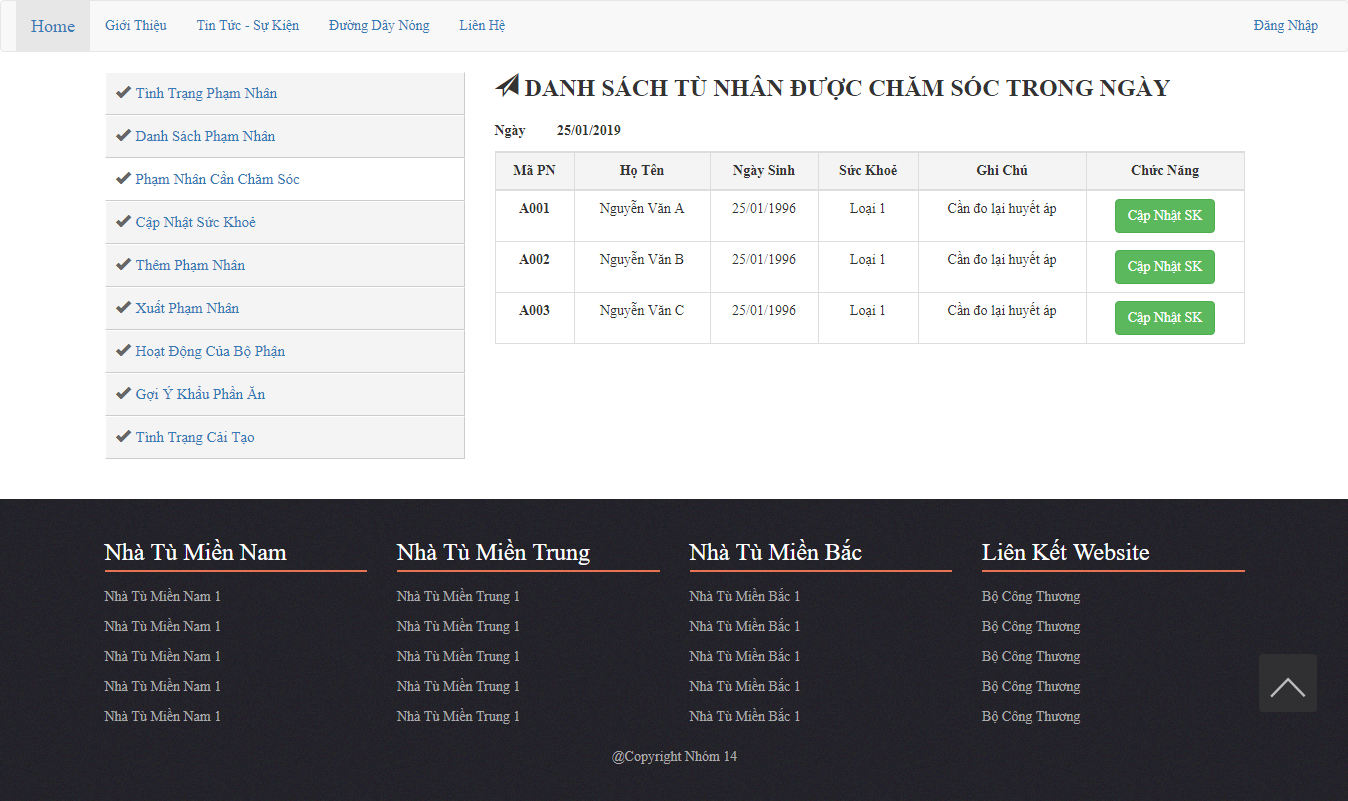 Home Giới Thiệu Tin Tức - Sự Kiện Đường Dây Nóng Liên Hệ Đăng Nhập
Tình Trạng Phạm Nhân
Danh Sách Phạm Nhân
Phạm Nhân Cần Chăm Sóc
Cập Nhật Sức Khoẻ
Thêm Phạm Nhân
Xuất Phạm Nhân
Hoạt Động Của Bộ Phận
Gợi Ý Khẩu Phần Ăn
Tình Trạng Cải Tạo
DANH SÁCH TÙ NHÂN ĐƯỢC CHĂM SÓC TRONG NGÀY
Ngày 25/01/2019
Mã PN Họ Tên Ngày Sinh Sức Khoẻ Ghi Chú Chức Năng
A001 Nguyễn Văn A 25/01/1996 Loại 1 Cần đo lại huyết áp Cập Nhật SK
A002 Nguyễn Văn B 25/01/1996 Loại 1 Cần đo lại huyết áp Cập Nhật SK
A003 Nguyễn Văn C 25/01/1996 Loại 1 Cần đo lại huyết áp Cập Nhật SK
Nhà Tù Miền Nam Nhà Tù Miền Trung Nhà Tù Miền Bắc Liên Kết Website
Nhà Tù Miền Nam 1 Nhà Tù Miền Trung 1 Nhà Tù Miền Bắc 1 Bộ Công Thương
Nhà Tù Miền Nam 1 Nhà Tù Miền Trung 1 Nhà Tù Miền Bắc 1 Bộ Công Thương
Nhà Tù Miền Nam 1 Nhà Tù Miền Trung 1 Nhà Tù Miền Bắc 1 Bộ Công Thương
Nhà Tù Miền Nam 1 Nhà Tù Miền Trung 1 Nhà Tù Miền Bắc 1 Bộ Công Thương
Nhà Tù Miền Nam 1 Nhà Tù Miền Trung 1 Nhà Tù Miền Bắc 1 Bộ Công Thương
@Copyright Nhóm 14